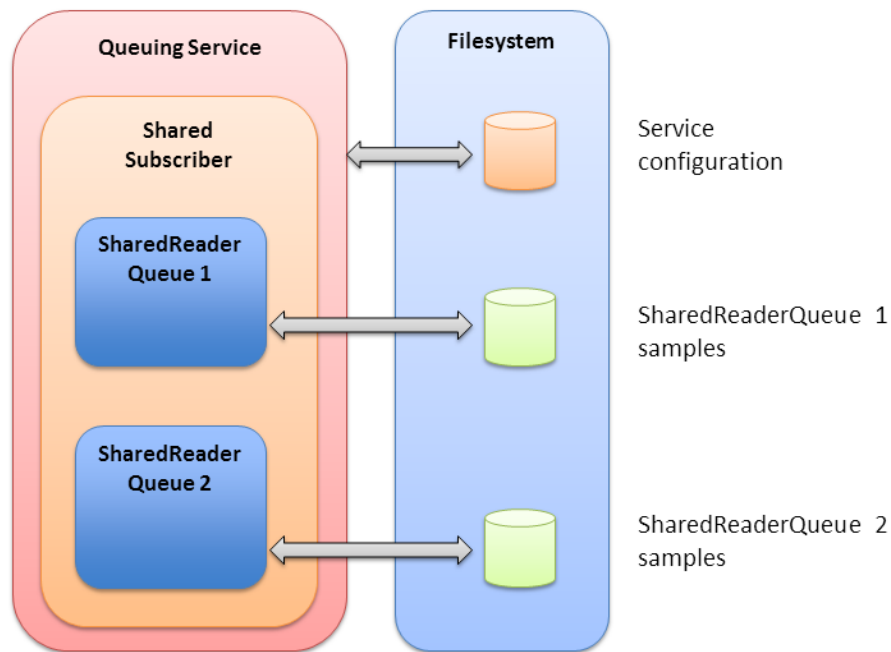 Queuing Service
Filesystem
Shared
Subscriber
Service
configuration
SharedReader
Queue 1
SharedReaderQueue 1
samples
SharedReader
Queue 2
SharedReaderQueue 2
samples